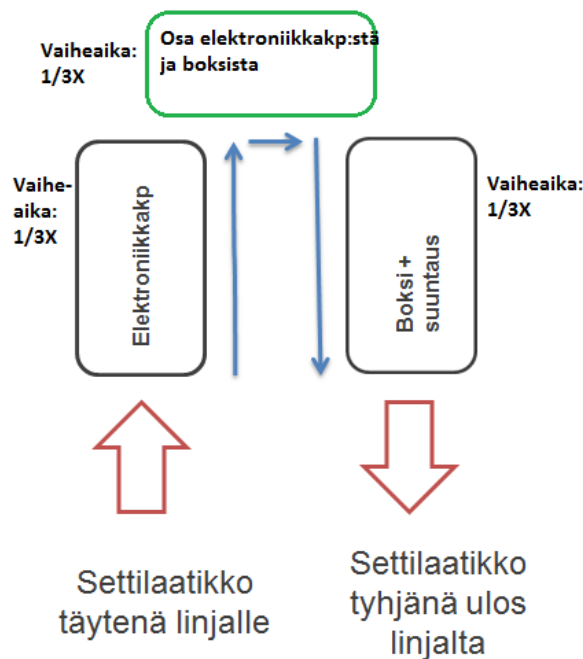 Vaiheaika:
1/3X
Osa elektroniikkakp:stä
ja boksista
Vaihe-
aika:
1/3X
Elektroniikkakp
Boksi +
suuntaus
Vaiheaika:
1/3X
Settilaatikko
täytenä linjalle
Settilaatikko
tyhjänä ulos
linjalta